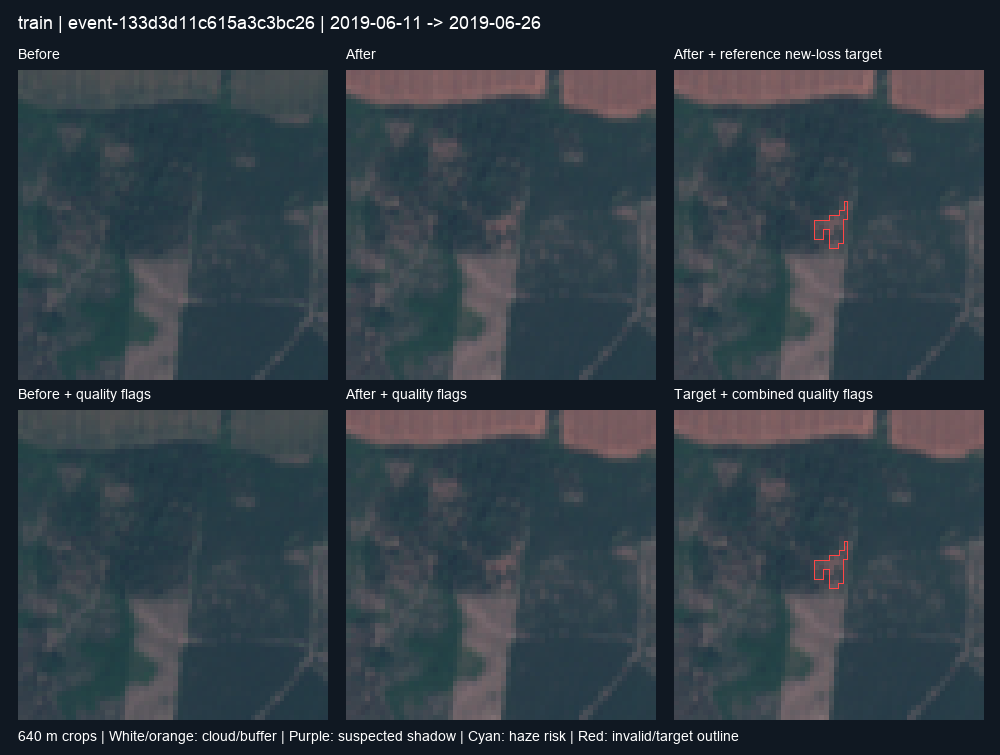 train | event-133d3d11c615a3c3bc26 | 2019-06-11 -> 2019-06-26
Before
After
After + reference new-loss target
Before + quality flags
After + quality flags
Target + combined quality flags
640 m crops | White/orange: cloud/buffer | Purple: suspected shadow | Cyan: haze risk | Red: invalid/target outline